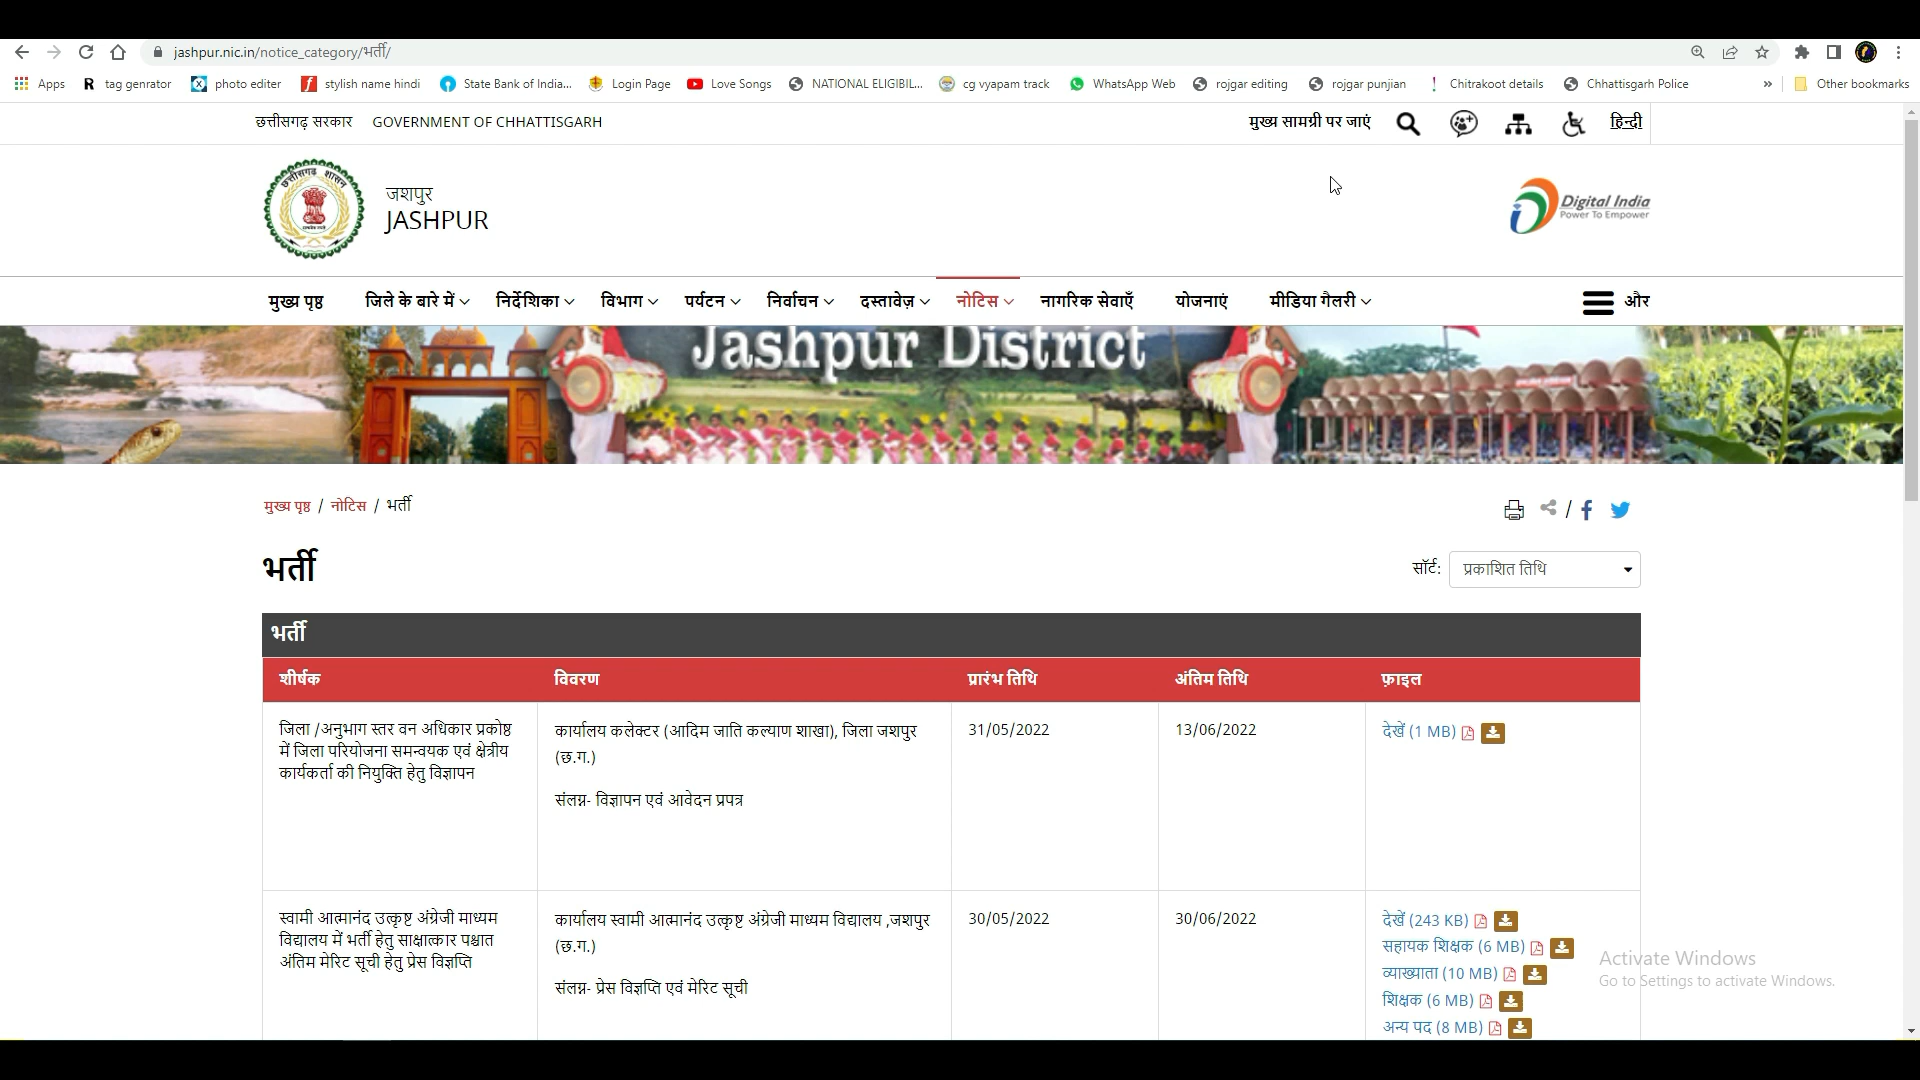 jashpur.nic.in/notice_category/भर्ती/
Apps R tag genrator photo editer stylish name hindi State Bank of India... Login Page Love Songs NATIONAL ELIGIBIL... cg vyapam track WhatsApp Web rojgar editing rojgar punjian Chitrakoot details Chhattisgarh Police » Other bookmarks
छत्तीसगढ़ सरकार GOVERNMENT OF CHHATTISGARH मुख्य सामग्री पर जाएं हिन्दी
छत्तीसगढ़ शासन
जशपुर
JASHPUR
Digital India
Power To Empower
मुख्य पृष्ठ जिले के बारे में निर्देशिका विभाग पर्यटन निर्वाचन दस्तावेज़ नोटिस नागरिक सेवाएँ योजनाएं मीडिया गैलरी और
Jashpur District
मुख्य पृष्ठ / नोटिस / भर्ती /
भर्ती
सॉर्ट: प्रकाशित तिथि
भर्ती
शीर्षक विवरण प्रारंभ तिथि अंतिम तिथि फ़ाइल
जिला /अनुभाग स्तर वन अधिकार प्रकोष्ठ
में जिला परियोजना समन्वयक एवं क्षेत्रीय
कार्यकर्ता की नियुक्ति हेतु विज्ञापन
कार्यालय कलेक्टर (आदिम जाति कल्याण शाखा), जिला जशपुर
(छ.ग.)
संलग्न- विज्ञापन एवं आवेदन प्रपत्र
31/05/2022
13/06/2022
देखें (1 MB)
स्वामी आत्मानंद उत्कृष्ट अंग्रेजी माध्यम
विद्यालय में भर्ती हेतु साक्षात्कार पश्चात
अंतिम मेरिट सूची हेतु प्रेस विज्ञप्ति
कार्यालय स्वामी आत्मानंद उत्कृष्ट अंग्रेजी माध्यम विद्यालय ,जशपुर
(छ.ग.)
संलग्न- प्रेस विज्ञप्ति एवं मेरिट सूची
30/05/2022
30/06/2022
देखें (243 KB)
सहायक शिक्षक (6 MB)
व्याख्याता (10 MB)
शिक्षक (6 MB)
अन्य पद (8 MB)
Activate Windows
Go to Settings to activate Windows.